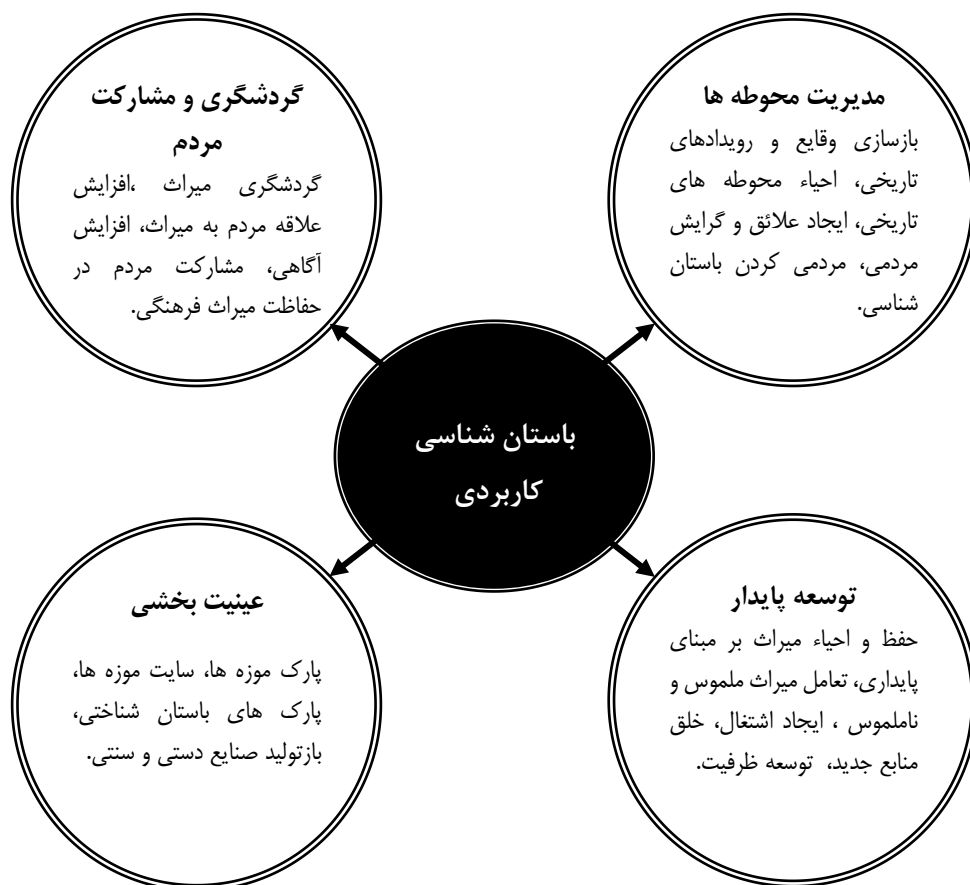 مدیریت محوطه ها
بازسازی وقایع و رویدادهای
تاریخی، احیاء محوطه های
تاریخی، ایجاد علائق و گرایش
مردمی، مردمی کردن باستان
شناسی.
گردشگری و مشارکت
مردم
گردشگری میراث ،افزایش
علاقه مردم به میراث، افزایش
آگاهی، مشارکت مردم در
حفاظت میراث فرهنگی.
باستان شناسی
کاربردی
توسعه پایدار
حفظ و احیاء میراث بر مبنای
پایداری، تعامل میراث ملموس و
ناملموس ، ایجاد اشتغال، خلق
منابع جدید، توسعه ظرفیت.
عینیت بخشی
پارک موزه ها، سایت موزه ها،
پارک های باستان شناختی،
بازتولید صنایع دستی و سنتی.